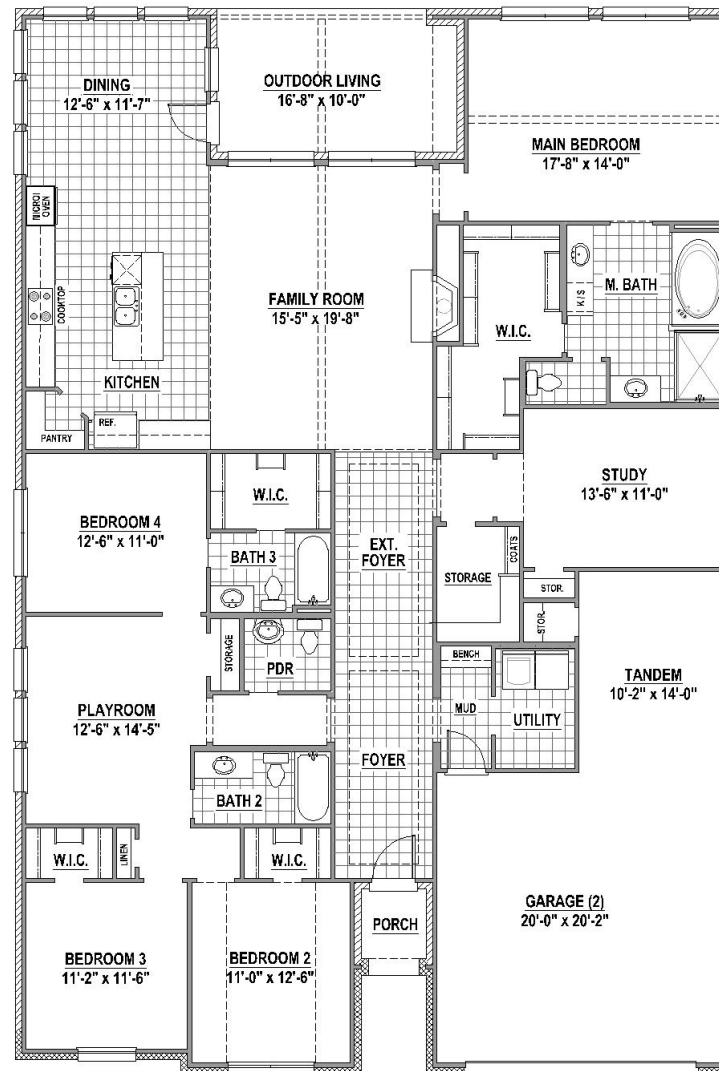 DINING
12'-6" x 11'-7"
OUTDOOR LIVING
16'-8" x 10'-0"
MAIN BEDROOM
17'-8" x 14'-0"
MICRO/
OVEN
COOKTOP
FAMILY ROOM
15'-5" x 19'-8"
W.I.C.
K/S
M. BATH
KITCHEN
PANTRY
REF.
STUDY
13'-6" x 11'-0"
W.I.C.
BEDROOM 4
12'-6" x 11'-0"
BATH 3
EXT.
FOYER
COATS
STORAGE
STOR.
STOR.
STORAGE
PDR
BENCH
MUD
UTILITY
TANDEM
10'-2" x 14'-0"
PLAYROOM
12'-6" x 14'-5"
FOYER
BATH 2
W.I.C.
LINEN
W.I.C.
PORCH
GARAGE (2)
20'-0" x 20'-2"
BEDROOM 3
11'-2" x 11'-6"
BEDROOM 2
11'-0" x 12'-6"